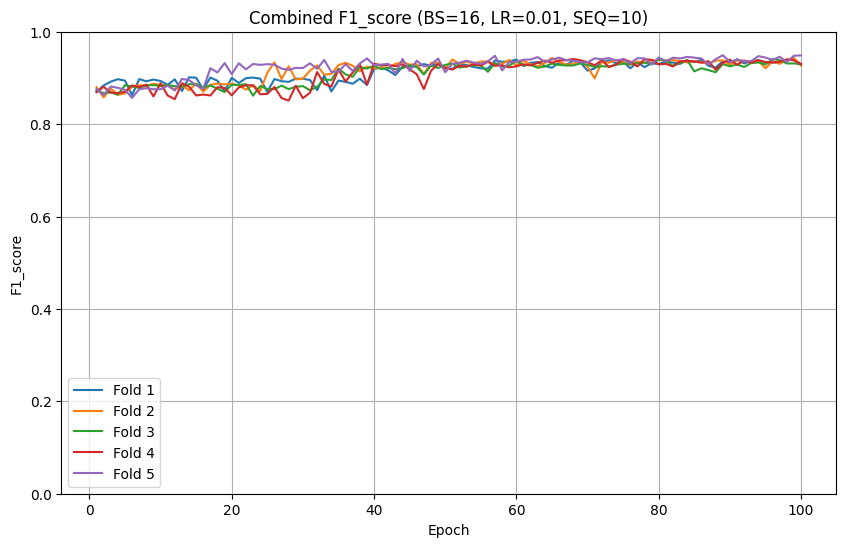 Combined F1_score (BS=16, LR=0.01, SEQ=10)
F1_score
1.0
0.8
0.6
0.4
0.2
0.0
Fold 1
Fold 2
Fold 3
Fold 4
Fold 5
0 20 40 60 80 100
Epoch